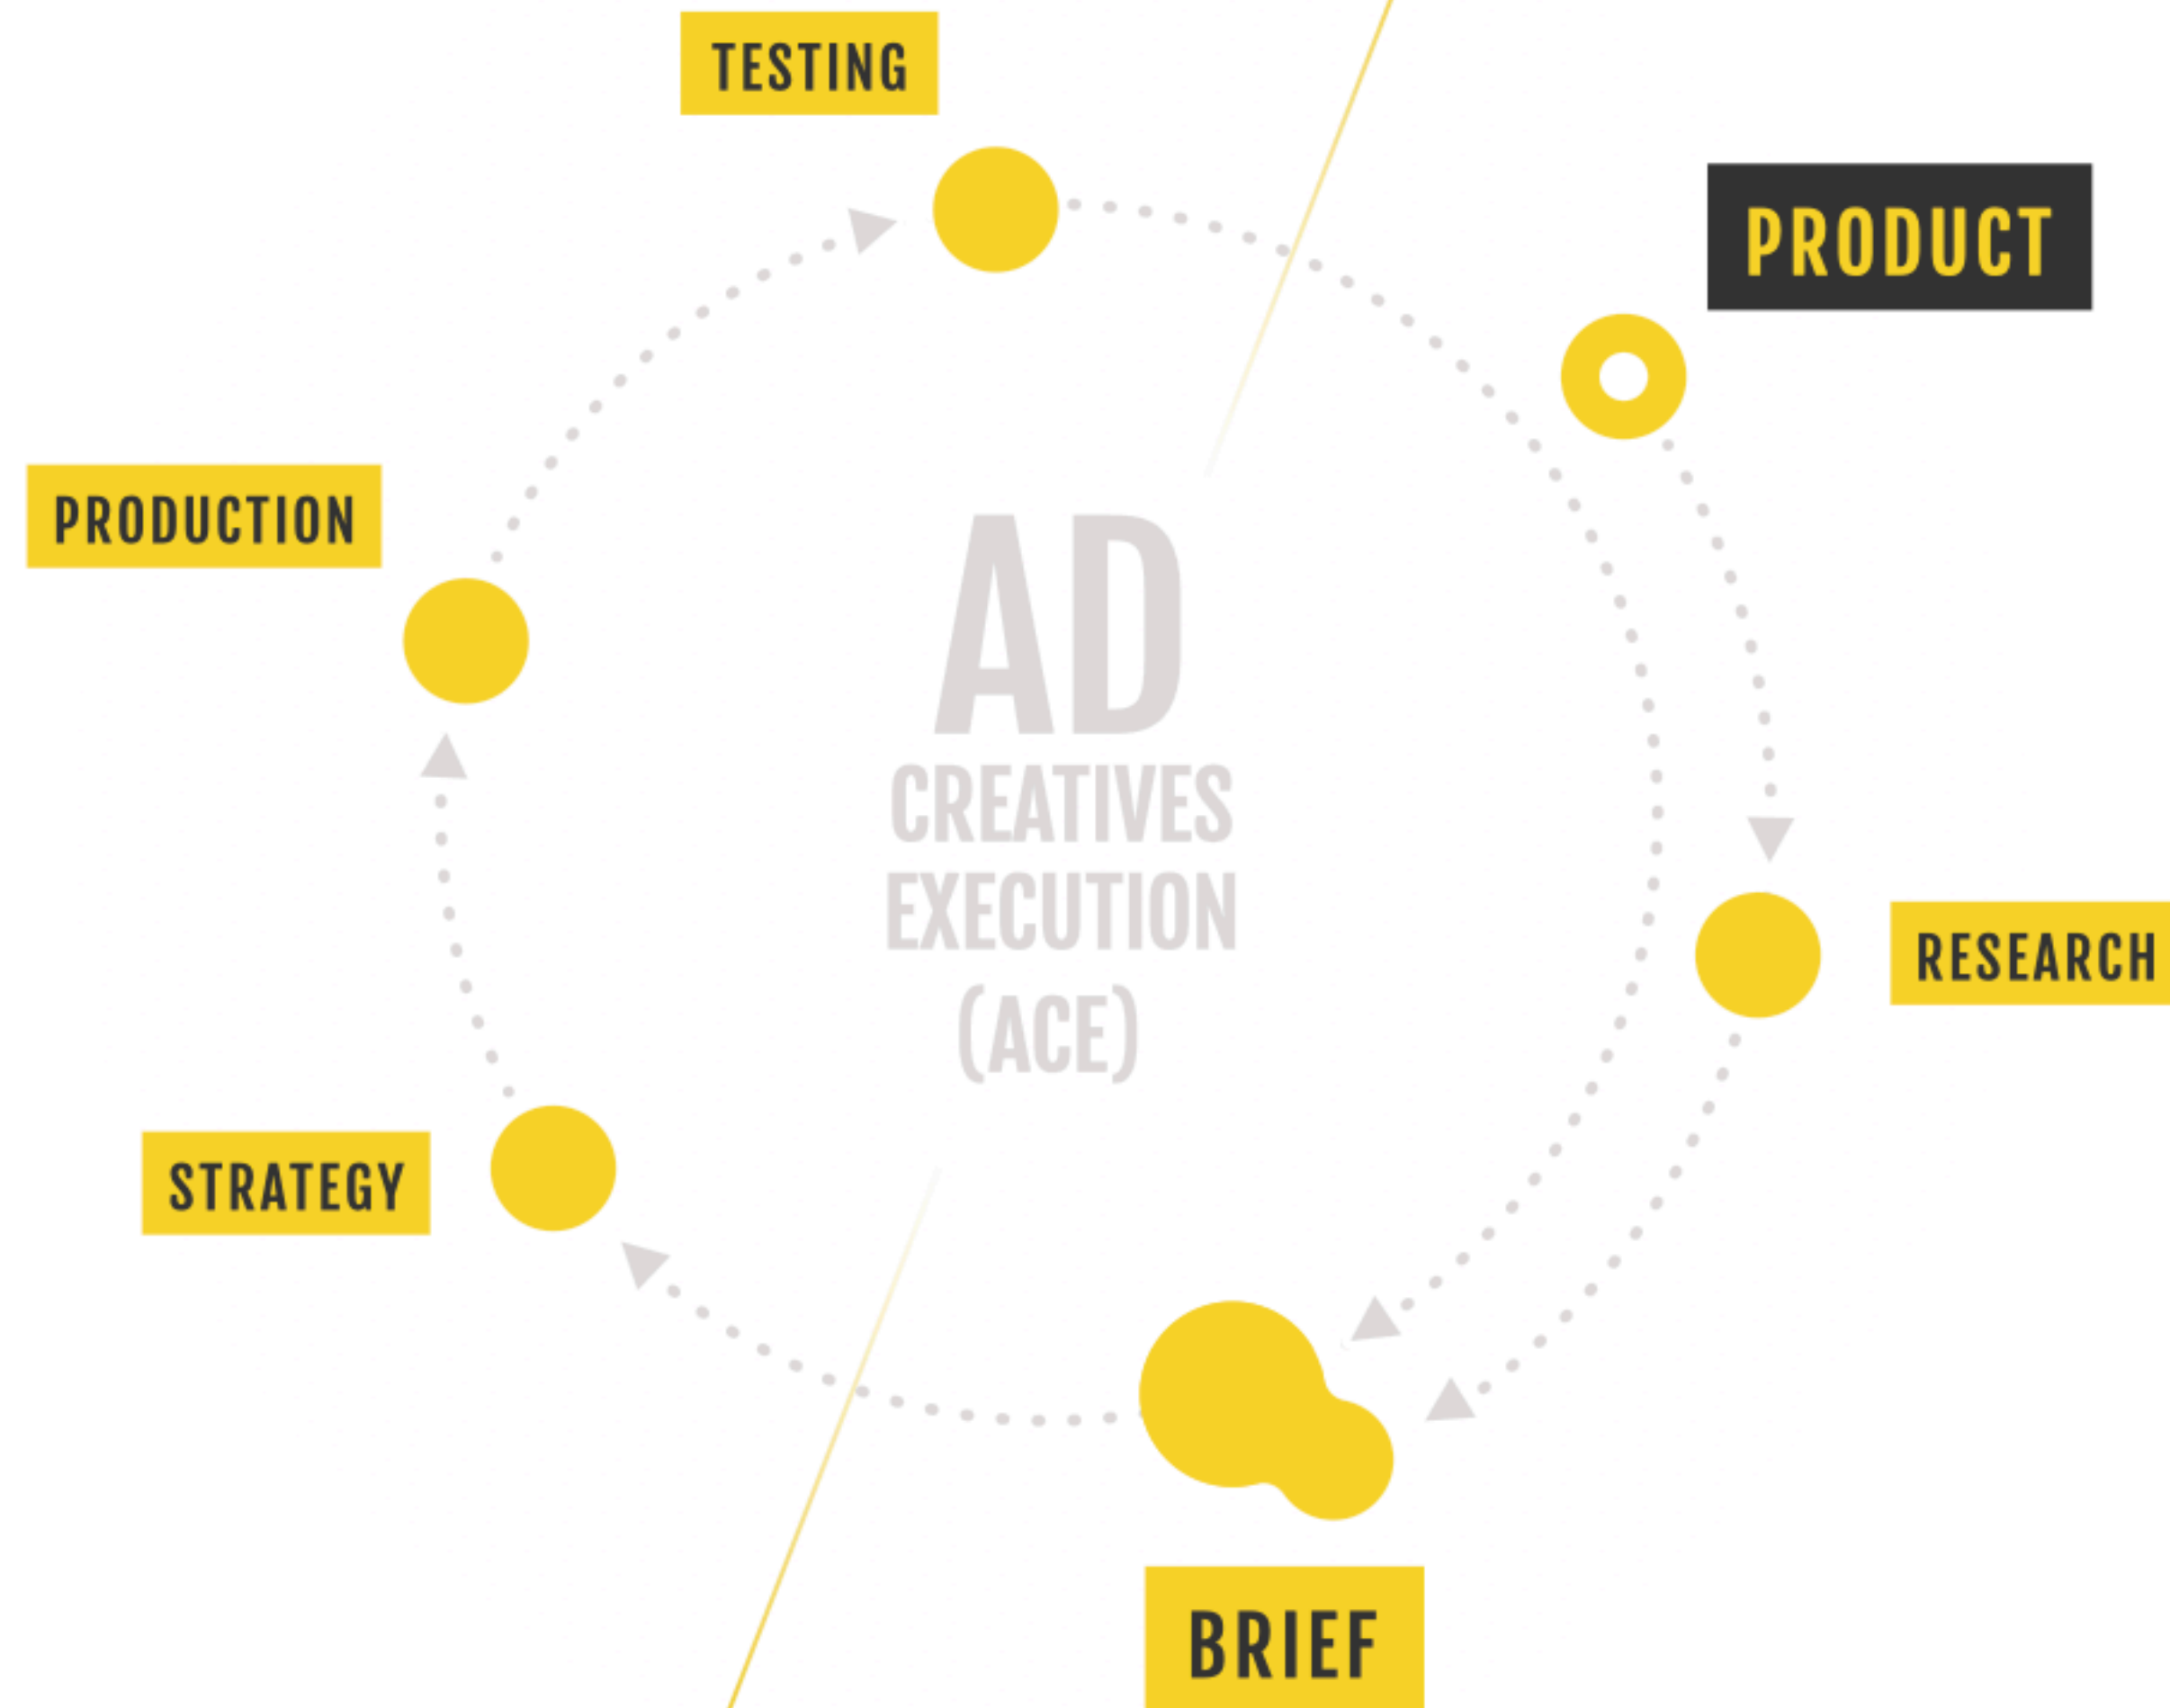 TESTING
PRODUCT
PRODUCTION
AD
CREATIVES
EXECUTION
(ACE)
RESEARCH
STRATEGY
BRIEF